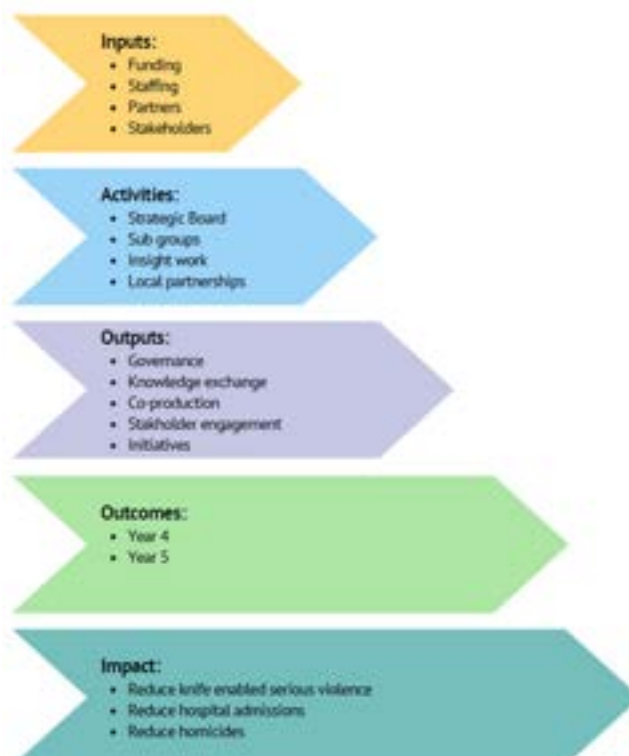 Inputs:
• Funding
• Staffing
• Partners
• Stakeholders
Activities:
• Strategic Board
• Sub groups
• Insight work
• Local partnerships
Outputs:
• Governance
• Knowledge exchange
• Co-production
• Stakholder engagement
• Initiatives
Outcomes:
• Year 4
• Year 5
Impact:
• Reduce knife enabled serious violence
• Reduce hospital admissions
• Reduce homicides